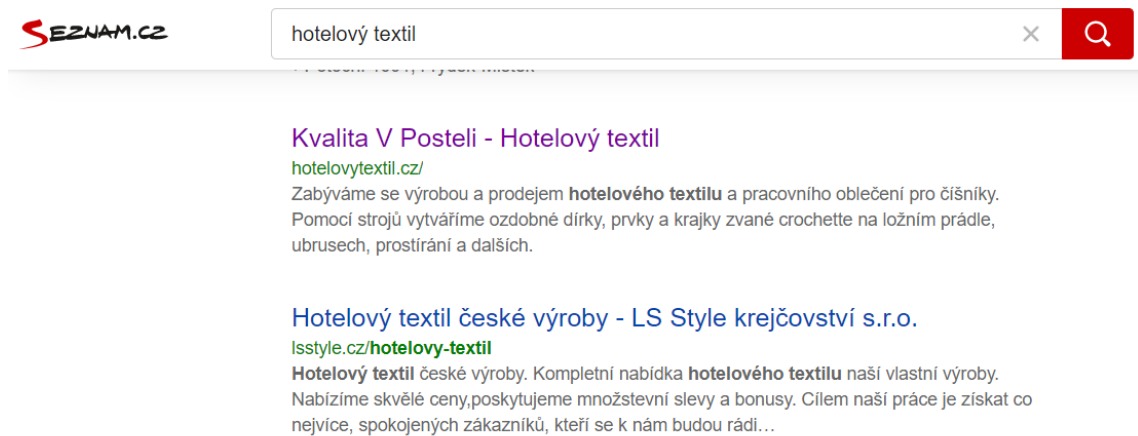 SEZNAM.CZ
hotelový textil
Kvalita V Posteli - Hotelový textil
hotelovytextil.cz/
Zabýváme se výrobou a prodejem hotelového textilu a pracovního oblečení pro číšníky.
Pomocí strojů vytváříme ozdobné dírky, prvky a krajky zvané crochette na ložním prádle,
ubrusech, prostírání a dalších.
Hotelový textil české výroby - LS Style krejčovství s.r.o.
lsstyle.cz/hotelovy-textil
Hotelový textil české výroby. Kompletní nabídka hotelového textilu naší vlastní výroby.
Nabízíme skvělé ceny,poskytujeme množstevní slevy a bonusy. Cílem naší práce je získat co
nejvíce, spokojených zákazníků, kteří se k nám budou rádi…